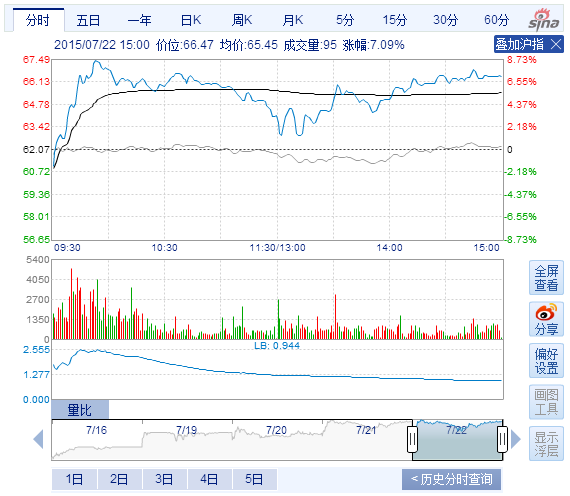 分时 五日 一年 日K 周K 月K 5分 15分 30分 60分 sina
2015/07/22 15:00 价位:66.47 均价:65.45 成交量:95 涨幅:7.09% 叠加沪指 ×
67.49 8.73%
66.13 6.55%
64.78 4.37%
63.42 2.18%
62.07 0
60.72 -2.18%
59.36 -4.37%
58.01 -6.55%
56.65 -8.73%
09:30 10:30 11:30/13:00 14:00 15:00
5400
4050
2700
1350
0
LB: 0.944
2.555
1.277
0.000
量比
7/16 7/19 7/20 7/21 7/22
1日 2日 3日 4日 5日 <历史分时查询
全屏
查看
分享
偏好
设置
画图
工具
显示
浮层